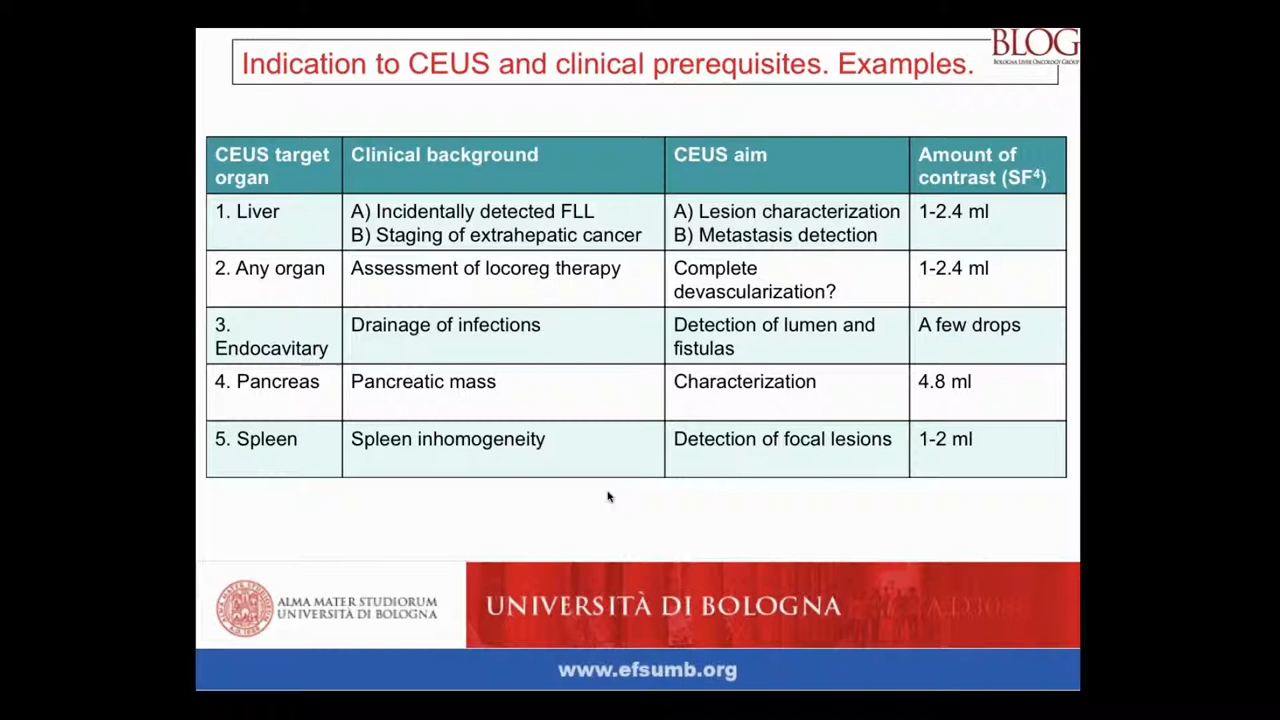 BLOG
BOLOGNA LIVER ONCOLOGY GROUP
Indication to CEUS and clinical prerequisites. Examples.
CEUS target organ
Clinical background
CEUS aim
Amount of contrast (SF⁴)
1. Liver
A) Incidentally detected FLL
B) Staging of extrahepatic cancer
A) Lesion characterization
B) Metastasis detection
1-2.4 ml
2. Any organ
Assessment of locoreg therapy
Complete devascularization?
1-2.4 ml
3. Endocavitary
Drainage of infections
Detection of lumen and fistulas
A few drops
4. Pancreas
Pancreatic mass
Characterization
4.8 ml
5. Spleen
Spleen inhomogeneity
Detection of focal lesions
1-2 ml
ALMA MATER STUDIORUM
UNIVERSITÀ DI BOLOGNA
UNIVERSITÀ DI BOLOGNA
www.efsumb.org